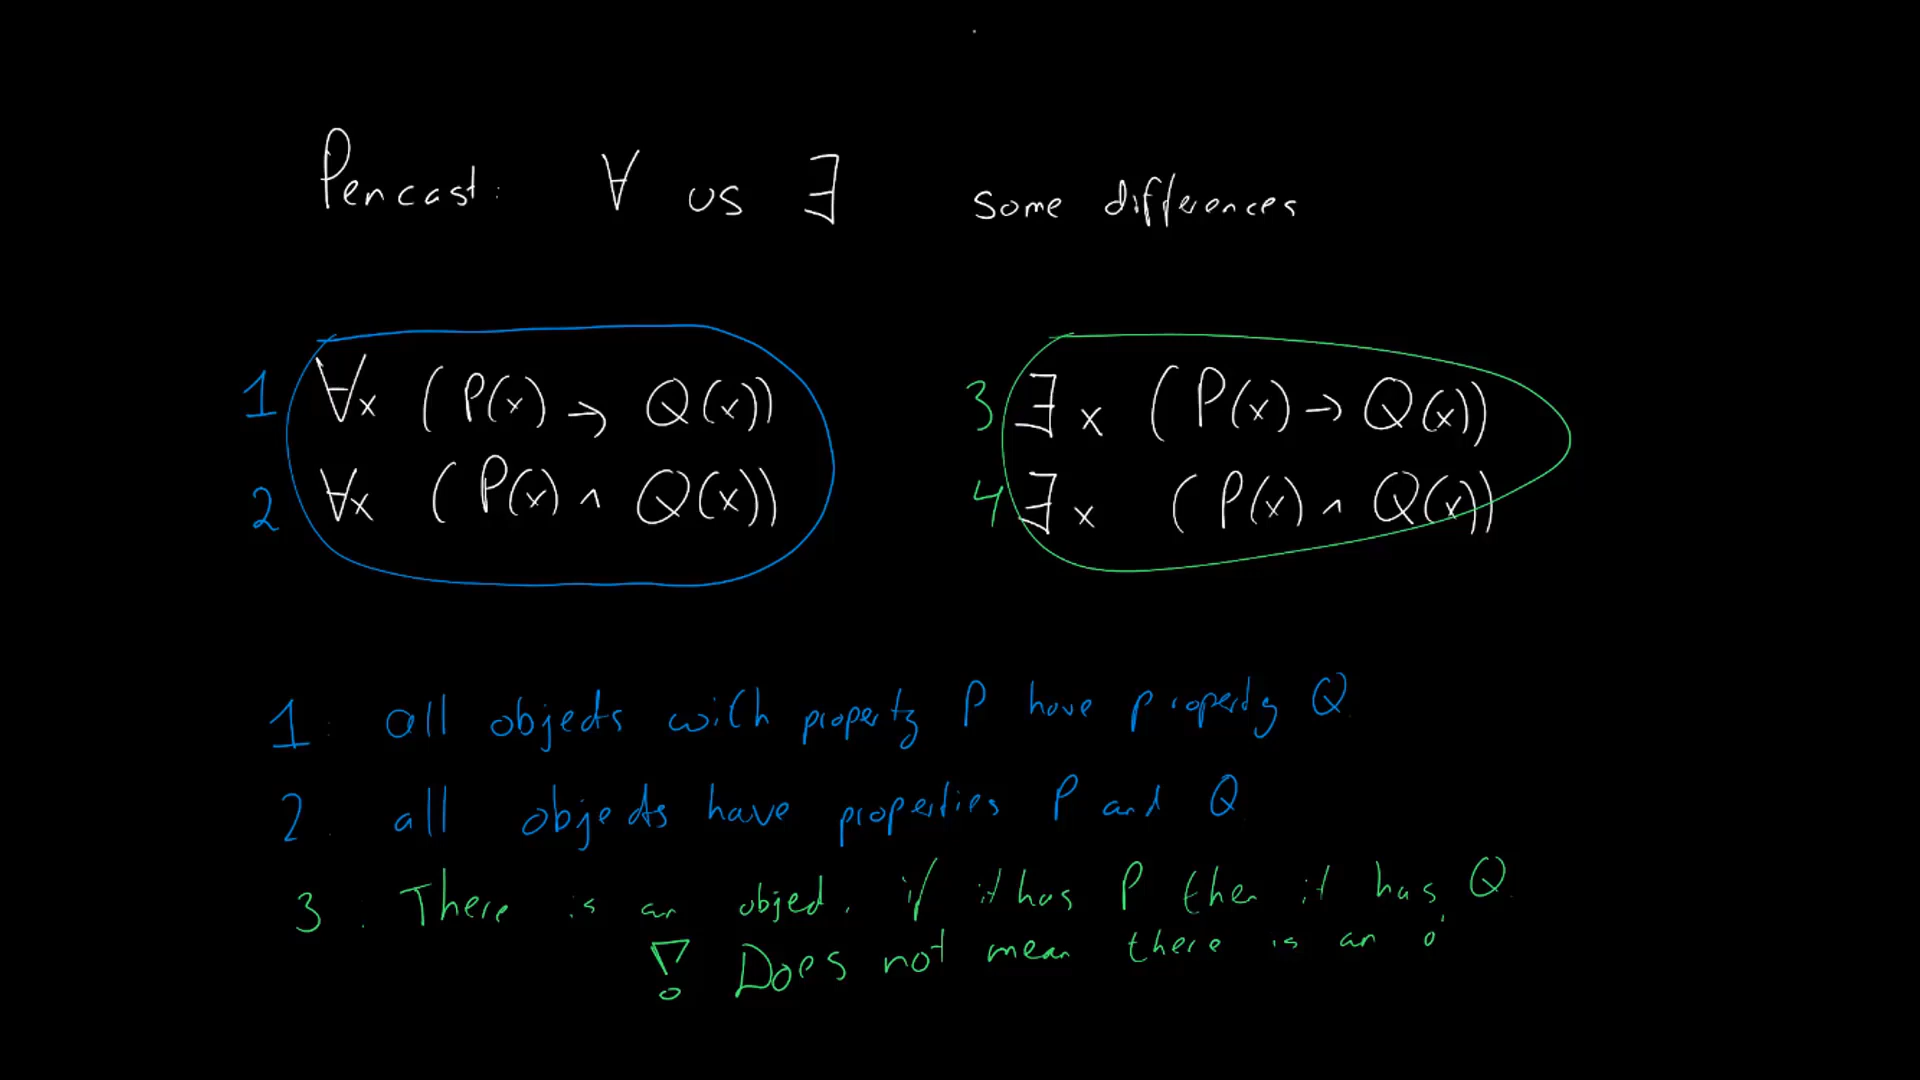 Pencast: ∀ vs ∃ some differences
1 ∀x (P(x) → Q(x))
2 ∀x (P(x) ∧ Q(x))
3 ∃x (P(x) → Q(x))
4 ∃x (P(x) ∧ Q(x))
1: all objects with property P have property Q.
2. all objects have properties P and Q.
3. There is an object. if it has P then it has Q.
! Does not mean there is an o